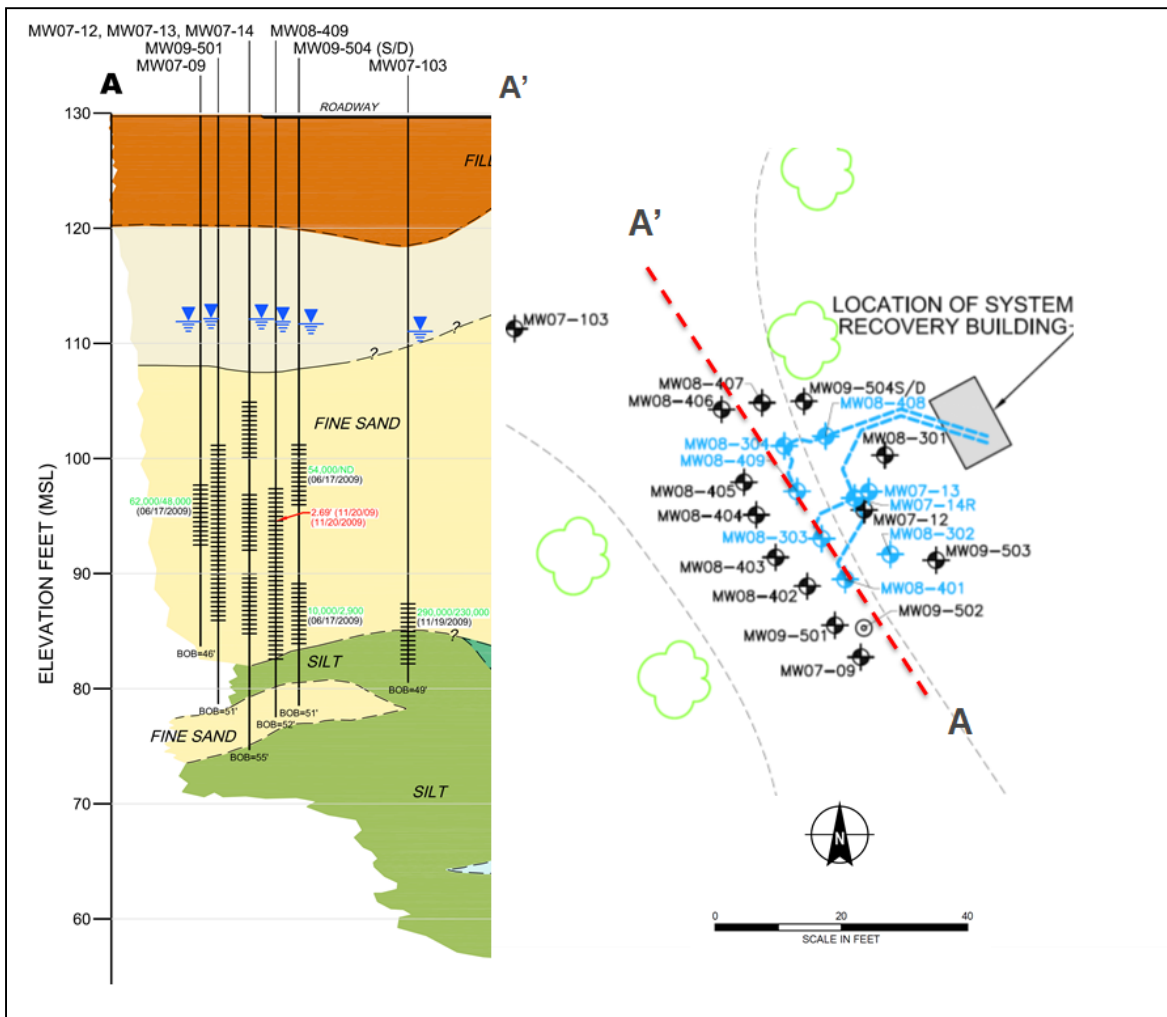 MW07-12, MW07-13, MW07-14 MW08-409
MW09-501 MW09-504 (S/D)
MW07-09 MW07-103
A A'
130
ROADWAY
FILL
120
?
110
?
FINE SAND
100
54,000/ND
(06/17/2009)
62,000/48,000
(06/17/2009)
2.69' (11/20/09)
(11/20/2009)
90
10,000/2,900
(06/17/2009)
290,000/230,000
(11/19/2009)
?
BOB=46'
SILT
80
BOB=49'
BOB=51'
BOB=51'
BOB=52'
FINE SAND
BOB=55'
SILT
70
60
ELEVATION FEET (MSL)
A'
LOCATION OF SYSTEM
RECOVERY BUILDING
MW07-103
MW08-407
MW09-504S/D
MW08-406
MW08-408
MW08-304
MW08-301
MW08-409
MW08-405
MW07-13
MW07-14R
MW08-404
MW07-12
MW08-303
MW08-302
MW09-503
MW08-403
MW08-401
MW08-402
MW09-502
MW09-501
MW07-09
A
N
0 20 40
SCALE IN FEET